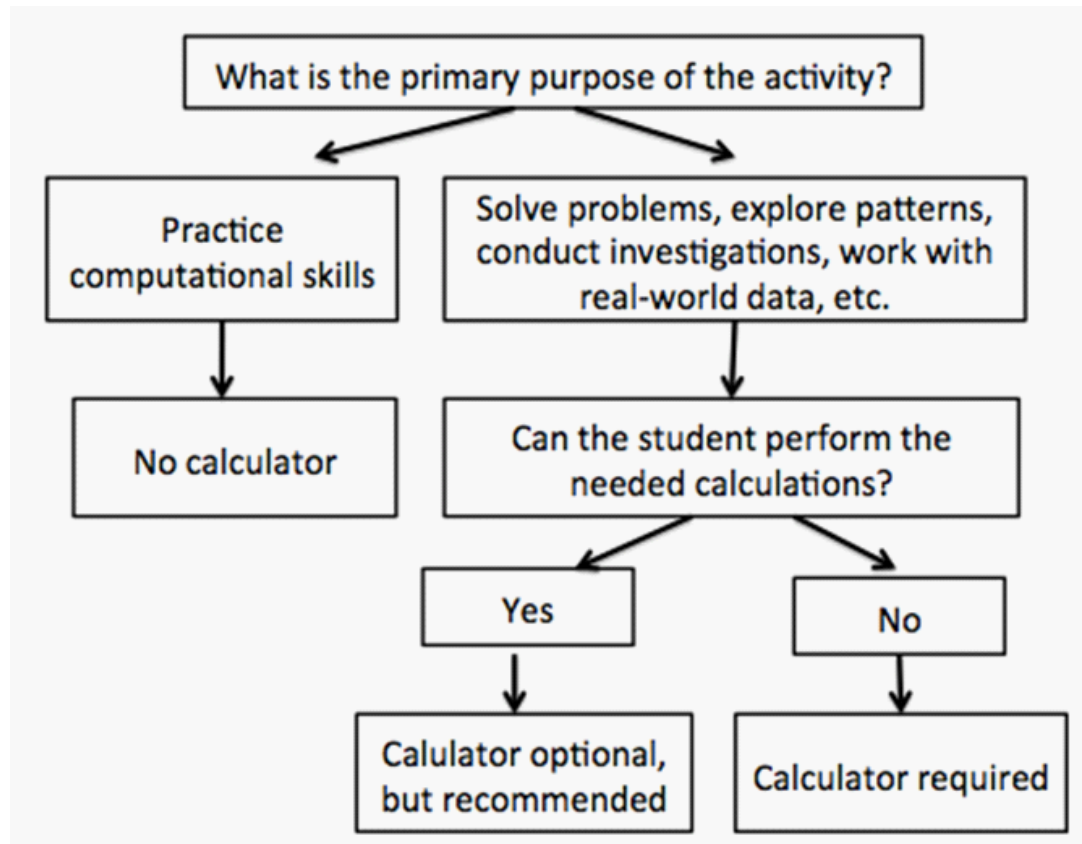 What is the primary purpose of the activity?
Practice
computational skills
Solve problems, explore patterns,
conduct investigations, work with
real-world data, etc.
No calculator
Can the student perform the
needed calculations?
Yes
No
Calulator optional,
but recommended
Calculator required